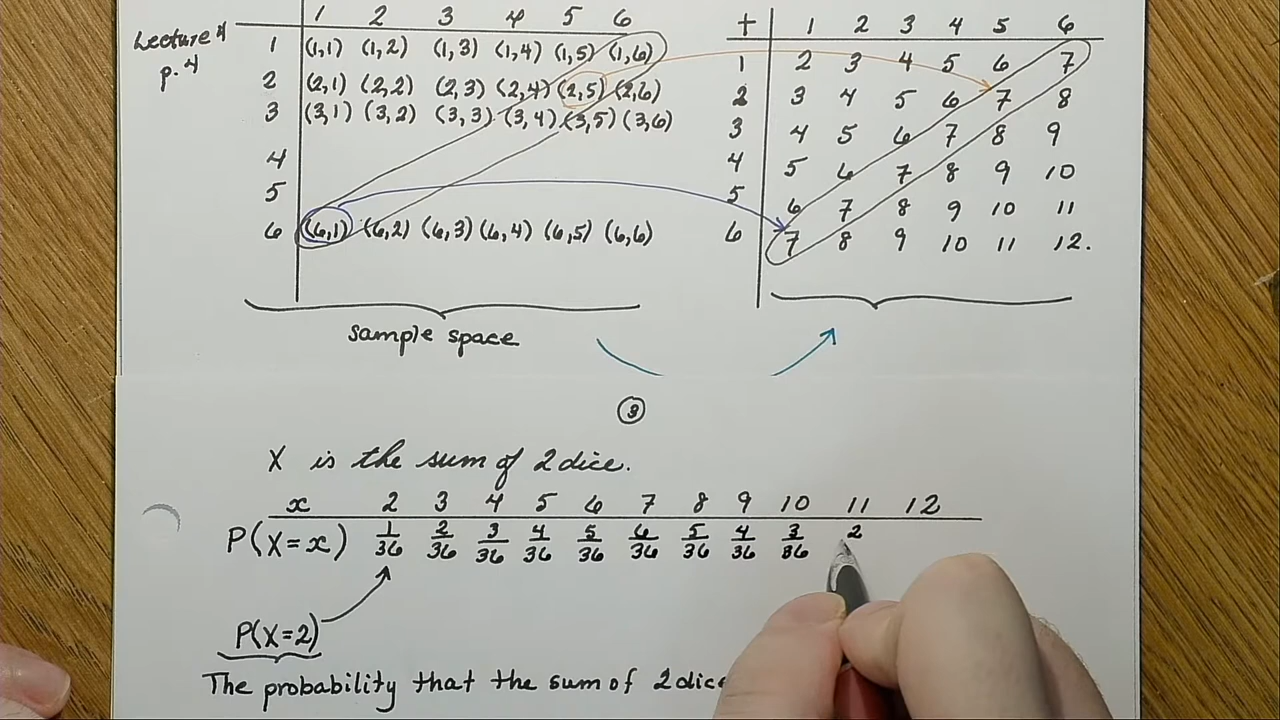 Lecture 4
p. 4
1 2 3 4 5 6
1 (1,1) (1,2) (1,3) (1,4) (1,5) (1,6)
2 (2,1) (2,2) (2,3) (2,4) (2,5) (2,6)
3 (3,1) (3,2) (3,3) (3,4) (3,5) (3,6)
4
5
6 (6,1) (6,2) (6,3) (6,4) (6,5) (6,6)
sample space
+ 1 2 3 4 5 6
1 2 3 4 5 6 7
2 3 4 5 6 7 8
3 4 5 6 7 8 9
4 5 6 7 8 9 10
5 6 7 8 9 10 11
6 7 8 9 10 11 12.
3
X is the sum of 2 dice.
x 2 3 4 5 6 7 8 9 10 11 12
P(X=x) 1/36 2/36 3/36 4/36 5/36 6/36 5/36 4/36 3/36 2
P(X=2)
The probability that the sum of 2 dice